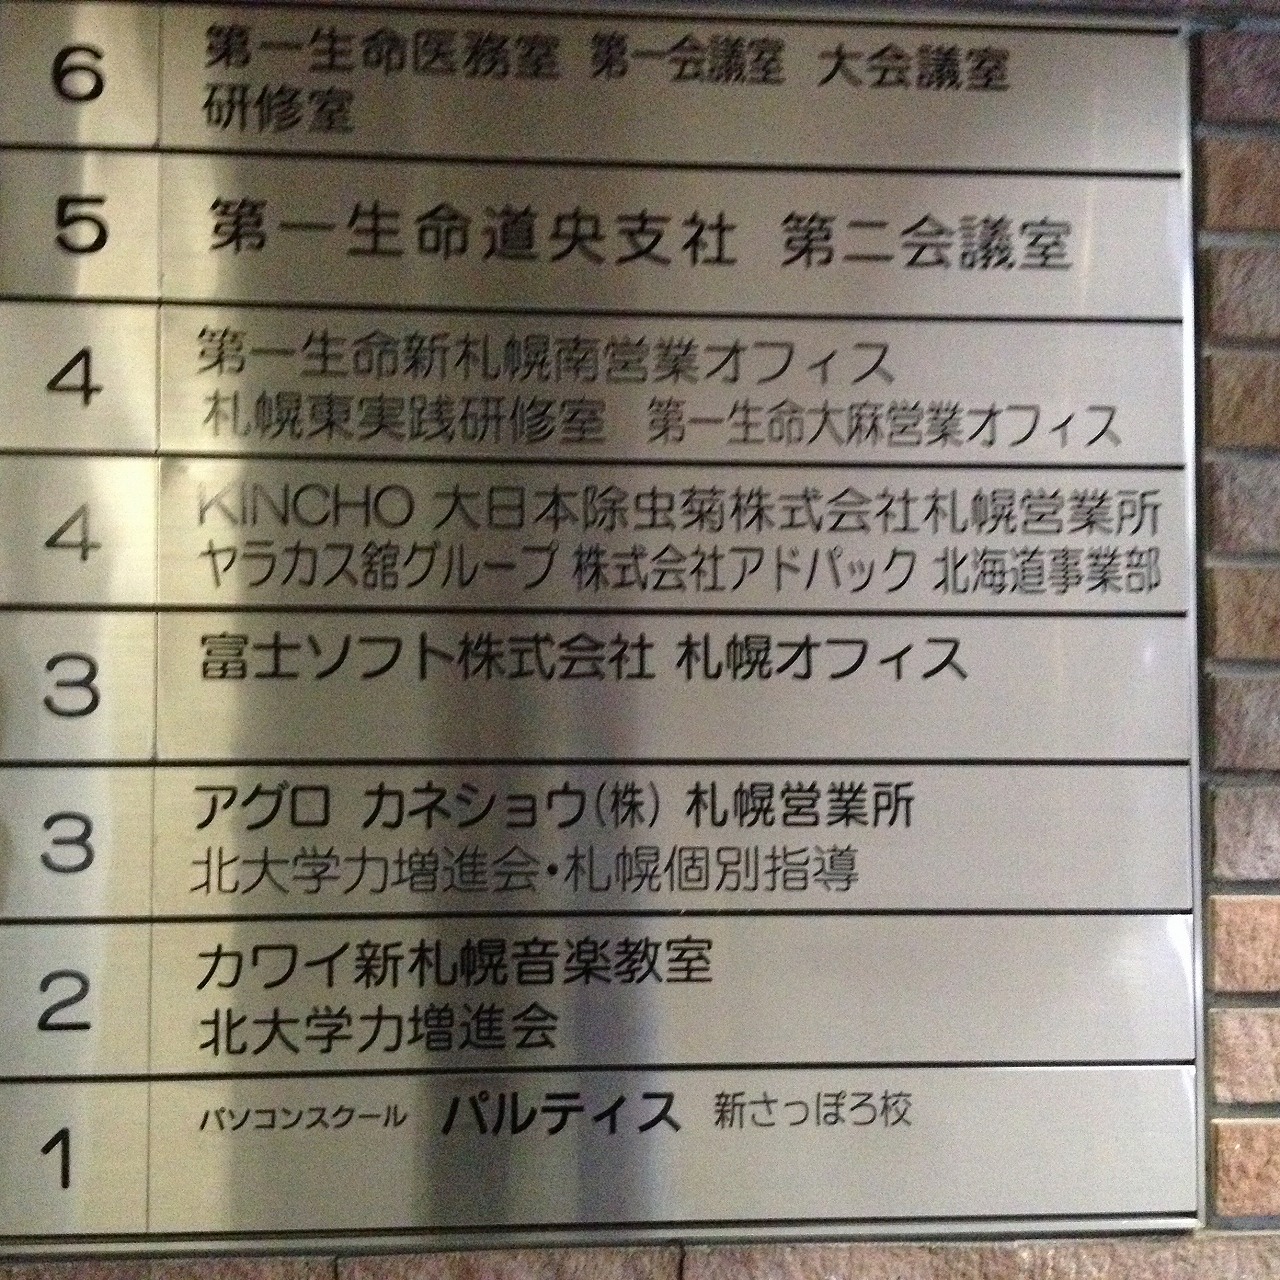 6
第一生命医務室 第一会議室 大会議室
研修室
5
第一生命道央支社 第二会議室
4
第一生命新札幌南営業オフィス
札幌東実践研修室 第一生命大麻営業オフィス
4
KINCHO 大日本除虫菊株式会社札幌営業所
ヤラカス舘グループ 株式会社アドパック 北海道事業部
3
富士ソフト株式会社 札幌オフィス
3
アグロ カネショウ(株) 札幌営業所
北大学力増進会・札幌個別指導
2
カワイ新札幌音楽教室
北大学力増進会
1
パソコンスクール パルティス 新さっぽろ校